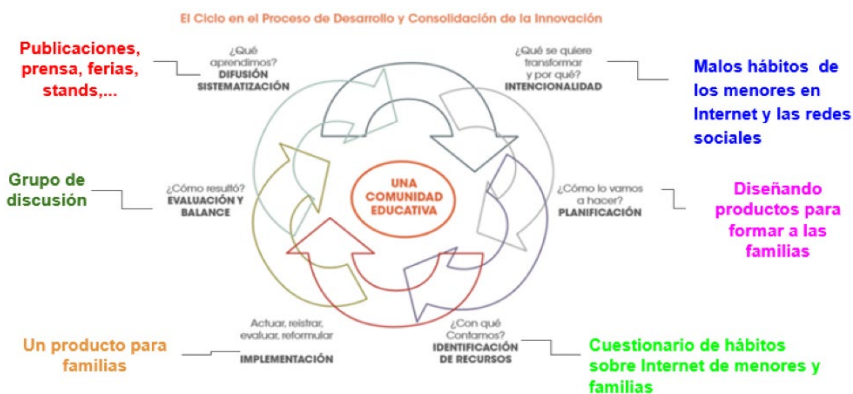 El Ciclo en el Proceso de Desarrollo y Consolidación de la Innovación
Publicaciones,
prensa, ferias,
stands,...
¿Qué
aprendimos?
DIFUSIÓN
SISTEMATIZACIÓN
¿Qué se quiere
transformar
y por qué?
INTENCIONALIDAD
Malos hábitos de
los menores en
Internet y las redes
sociales
Grupo de
discusión
¿Cómo resultó?
EVALUACIÓN Y
BALANCE
UNA
COMUNIDAD
EDUCATIVA
¿Cómo lo vamos
a hacer?
PLANIFICACIÓN
Diseñando
productos para
formar a las
familias
Un producto para
familias
Actuar, reistrar,
evaluar, reformular
IMPLEMENTACIÓN
¿Con qué
Contamos?
IDENTIFICACIÓN
DE RECURSOS
Cuestionario de hábitos
sobre Internet de menores y
familias